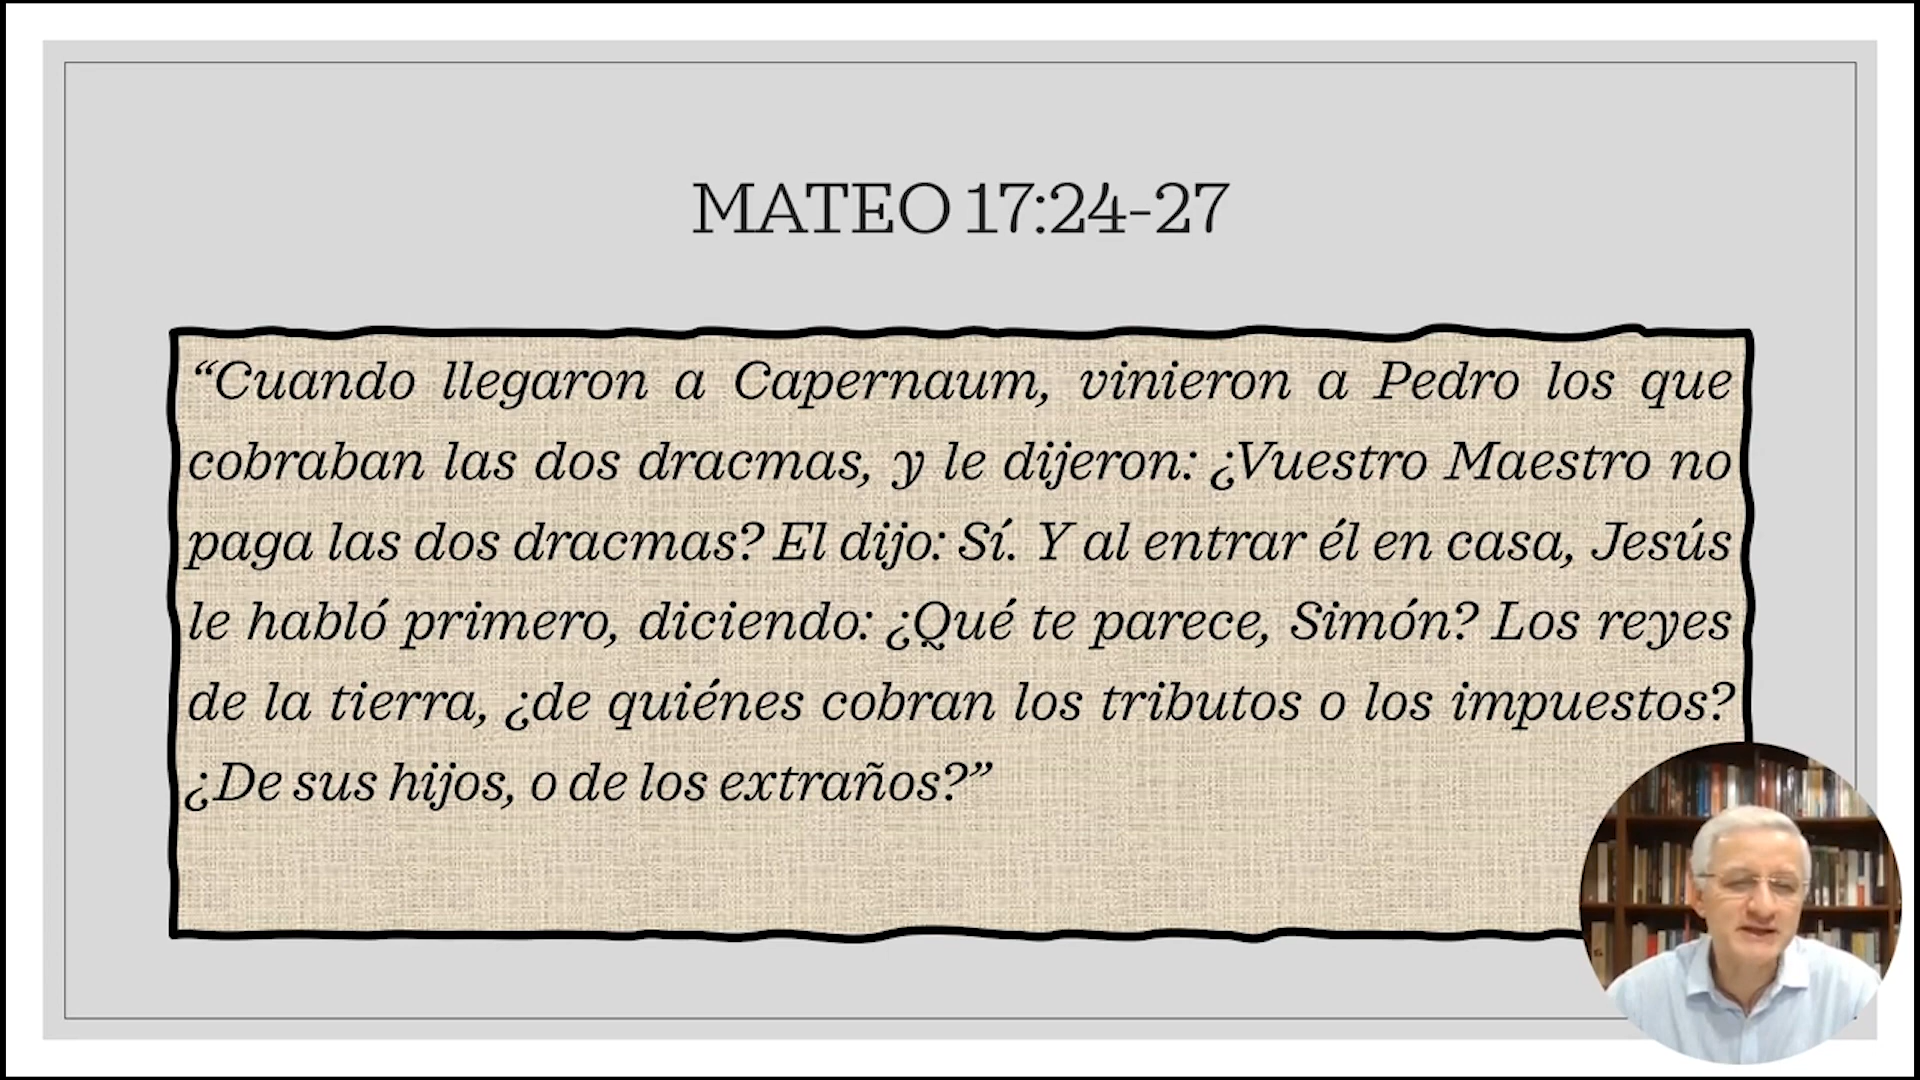 MATEO 17:24-27
“Cuando llegaron a Capernaum, vinieron a Pedro los que
cobraban las dos dracmas, y le dijeron: ¿Vuestro Maestro no
paga las dos dracmas? El dijo: Sí. Y al entrar él en casa, Jesús
le habló primero, diciendo: ¿Qué te parece, Simón? Los reyes
de la tierra, ¿de quiénes cobran los tributos o los impuestos?
¿De sus hijos, o de los extraños?”